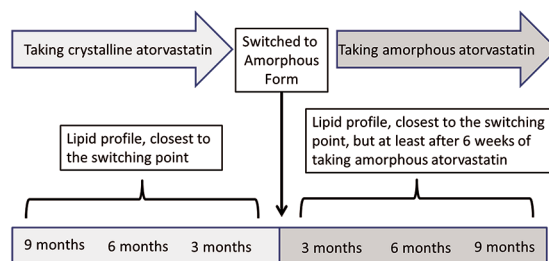 Taking crystalline atorvastatin
Switched to
Amorphous
Form
Taking amorphous atorvastatin
Lipid profile, closest to
the switching point
Lipid profile, closest to the switching
point, but at least after 6 weeks of
taking amorphous atorvastatin
9 months 6 months 3 months
3 months 6 months 9 months